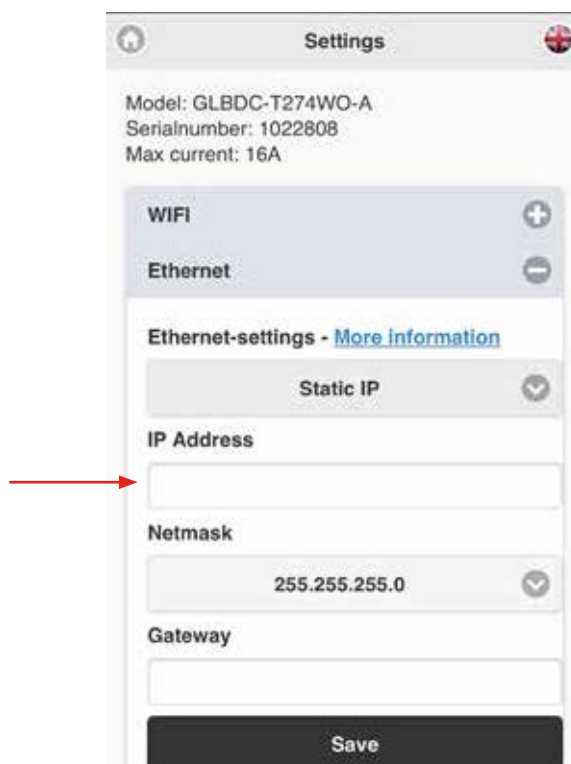 Settings
Model: GLBDC-T274WO-A
Serialnumber: 1022808
Max current: 16A
WIFI
Ethernet
Ethernet-settings - More information
Static IP
IP Address
Netmask
255.255.255.0
Gateway
Save